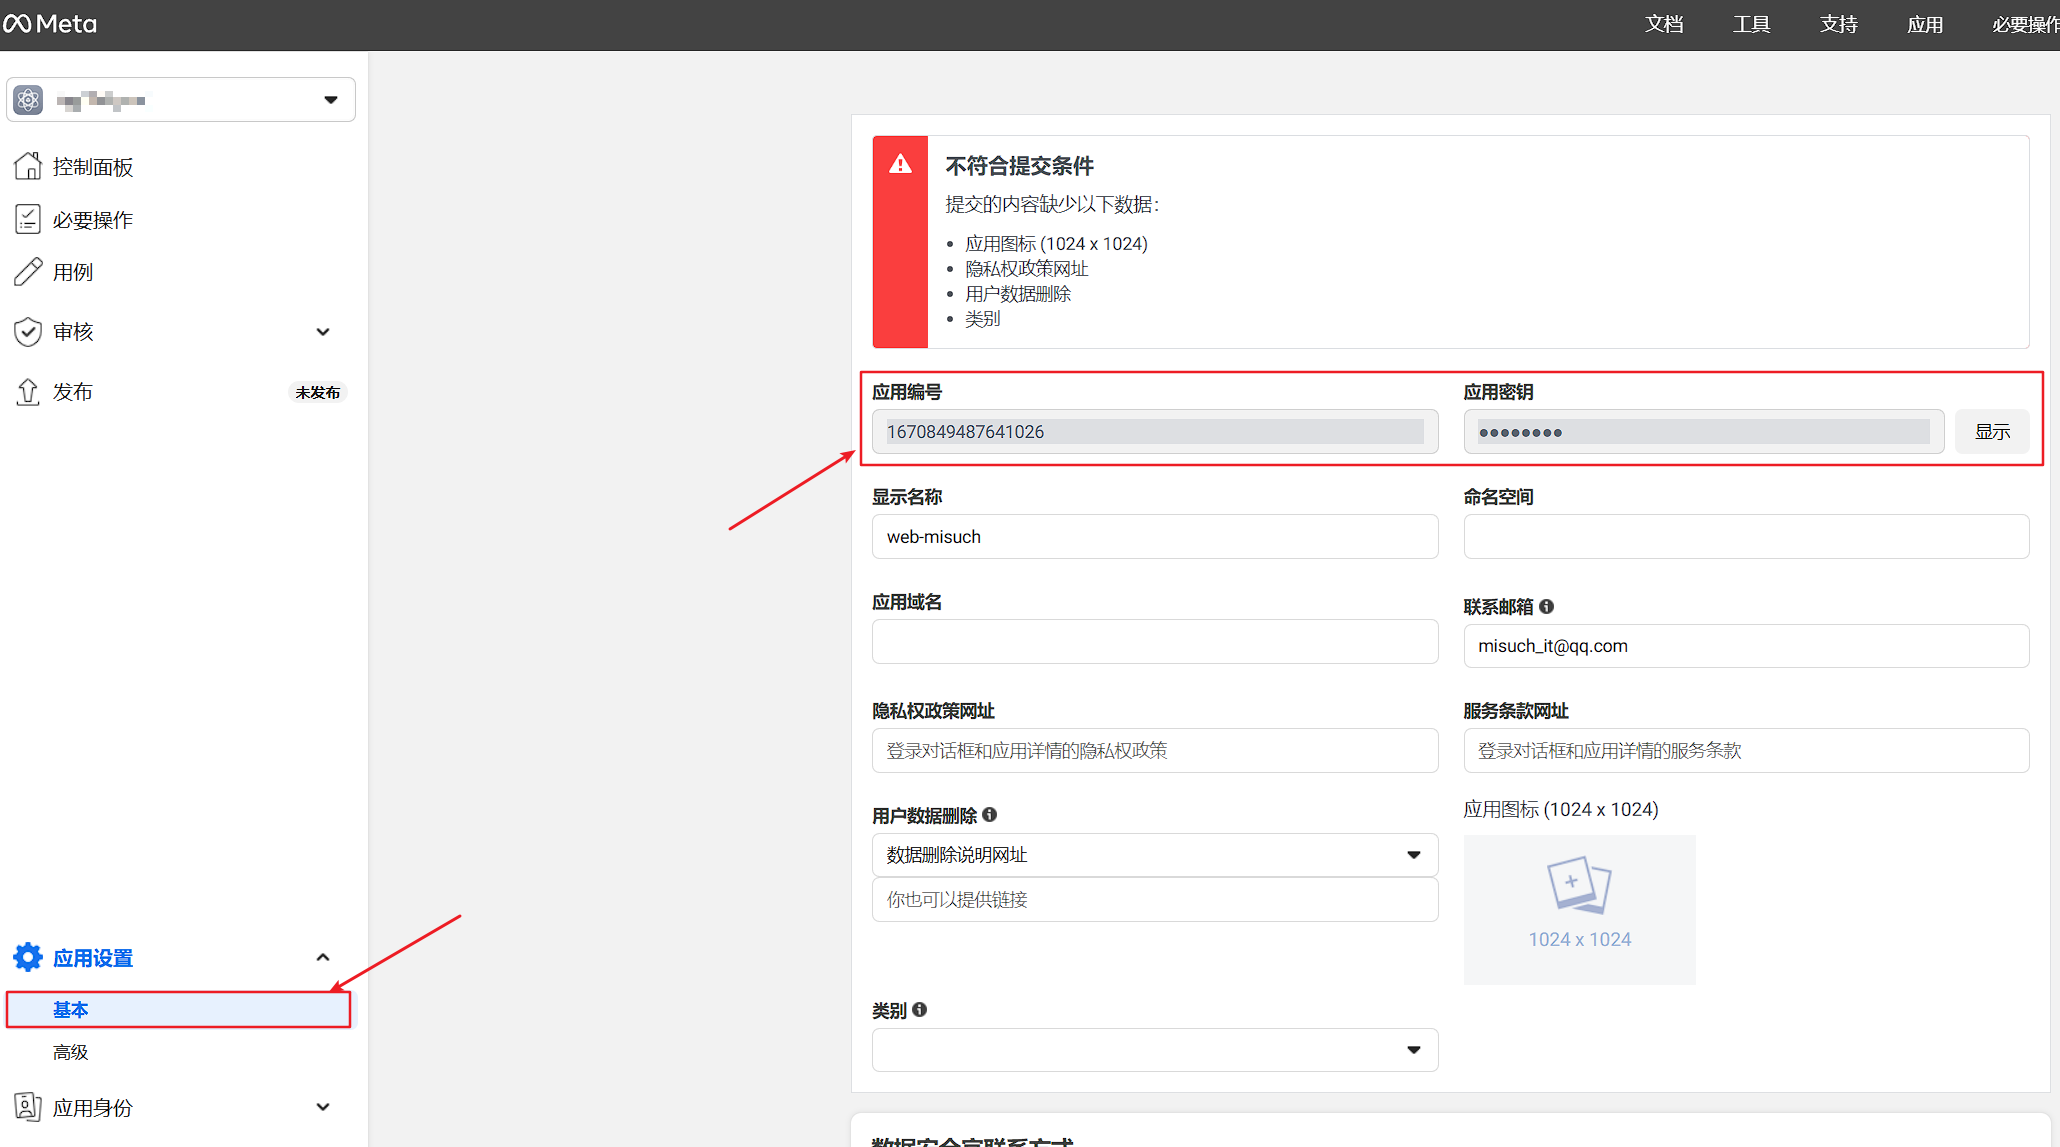 Meta
文档
工具
支持
应用
必要操作
控制面板
必要操作
用例
审核
发布
未发布
应用设置
基本
高级
应用身份
不符合提交条件
提交的内容缺少以下数据:
应用图标 (1024 x 1024)
隐私权政策网址
用户数据删除
类别
应用编号
应用密钥
1670849487641026
显示
显示名称
命名空间
web-misuch
应用域名
联系邮箱
misuch_it@qq.com
隐私权政策网址
服务条款网址
登录对话框和应用详情的隐私权政策
登录对话框和应用详情的服务条款
用户数据删除
应用图标 (1024 x 1024)
数据删除说明网址
你也可以提供链接
1024 x 1024
类别
数据安全官联系方式